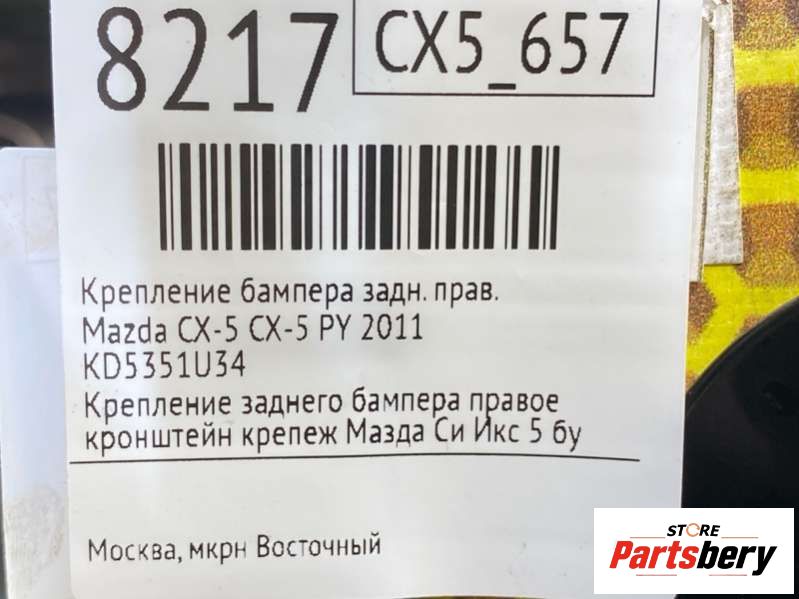 8217
CX5_657
Крепление бампера задн. прав.
Mazda CX-5 CX-5 PY 2011
KD5351U34
Крепление заднего бампера правое
кронштейн крепеж Мазда Си Икс 5 бу
Москва, мкрн Восточный
STORE
Partsbery